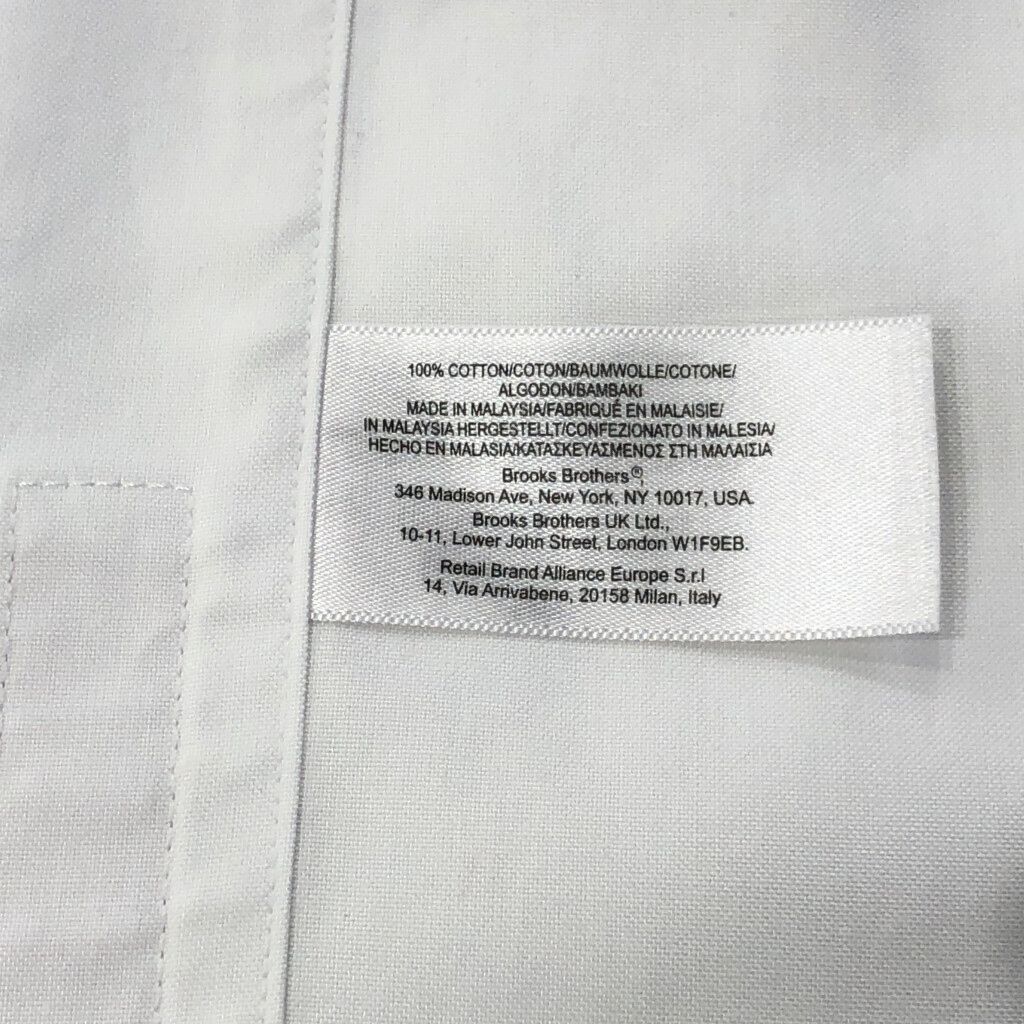 100% COTTON/COTON/BAUMWOLLE/COTONE/
ALGODON/BAMBAKI
MADE IN MALAYSIA/FABRIQUÉ EN MALAISIE/
IN MALAYSIA HERGESTELLT/CONFEZIONATO IN MALESIA/
HECHO EN MALASIA/ΚΑΤΑΣΚΕΥΑΣΜΕΝΟΣ ΣΤΗ ΜΑΛΑΙΣΙΑ
Brooks Brothers®,
346 Madison Ave, New York, NY 10017, USA.
Brooks Brothers UK Ltd.,
10-11, Lower John Street, London W1F9EB.
Retail Brand Alliance Europe S.r.l
14, Via Arrivabene, 20158 Milan, Italy